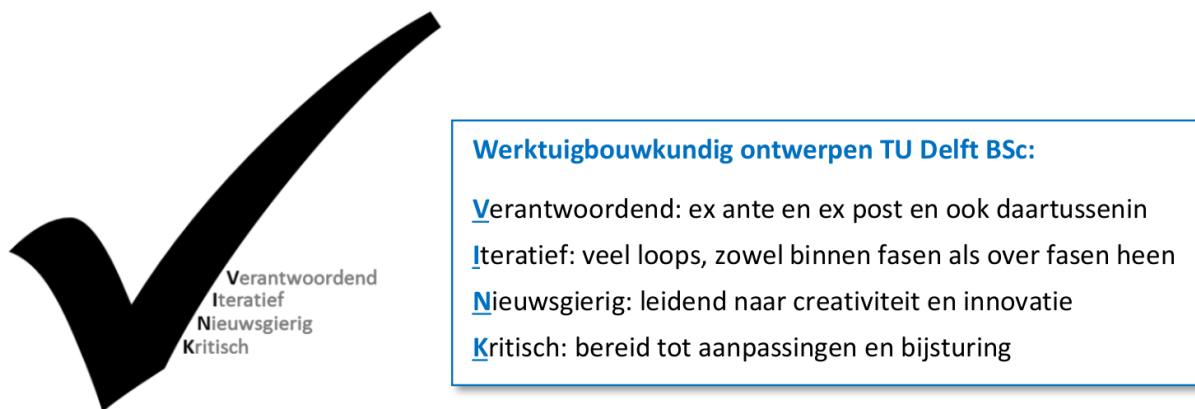 Verantwoordend
Iteratief
Nieuwsgierig
Kritisch
Werktuigbouwkundig ontwerpen TU Delft BSc:
Verantwoordend: ex ante en ex post en ook daartussenin
Iteratief: veel loops, zowel binnen fasen als over fasen heen
Nieuwsgierig: leidend naar creativiteit en innovatie
Kritisch: bereid tot aanpassingen en bijsturing